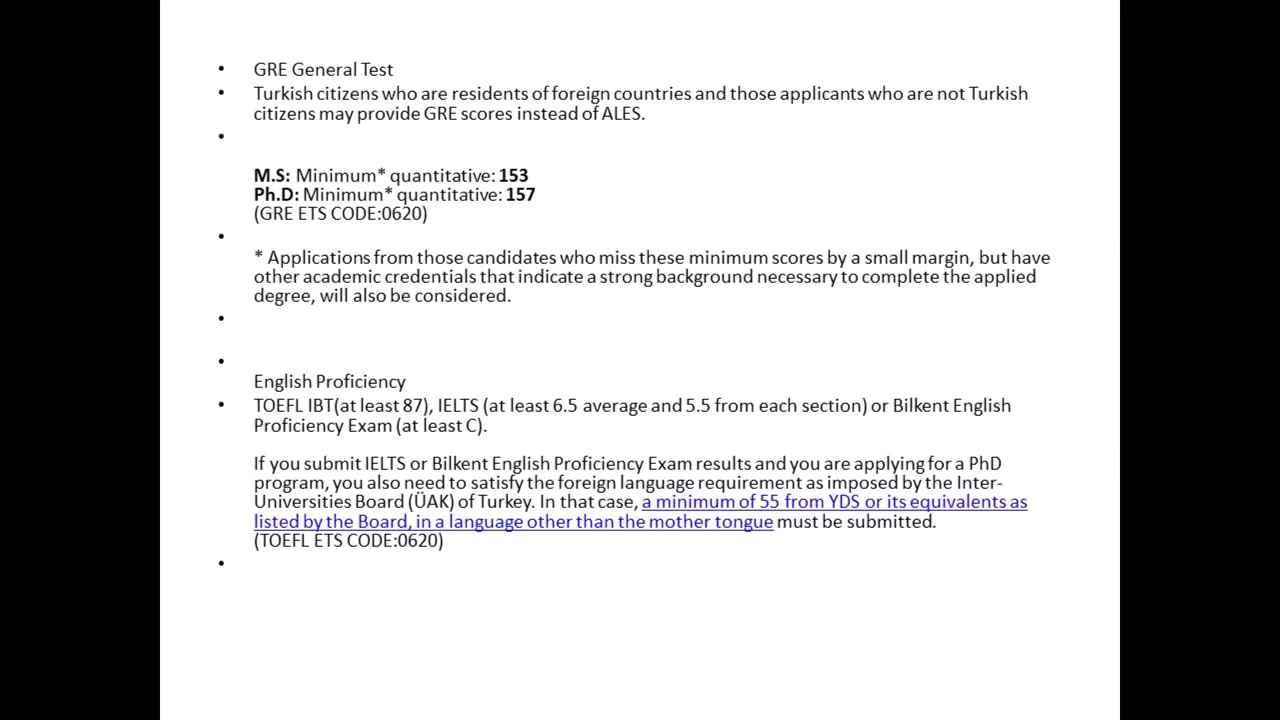 • GRE General Test
• Turkish citizens who are residents of foreign countries and those applicants who are not Turkish
citizens may provide GRE scores instead of ALES.
•
M.S: Minimum* quantitative: 153
Ph.D: Minimum* quantitative: 157
(GRE ETS CODE:0620)
•
* Applications from those candidates who miss these minimum scores by a small margin, but have
other academic credentials that indicate a strong background necessary to complete the applied
degree, will also be considered.
•
•
English Proficiency
• TOEFL IBT(at least 87), IELTS (at least 6.5 average and 5.5 from each section) or Bilkent English
Proficiency Exam (at least C).
If you submit IELTS or Bilkent English Proficiency Exam results and you are applying for a PhD
program, you also need to satisfy the foreign language requirement as imposed by the Inter-
Universities Board (ÜAK) of Turkey. In that case, a minimum of 55 from YDS or its equivalents as
listed by the Board, in a language other than the mother tongue must be submitted.
(TOEFL ETS CODE:0620)
•